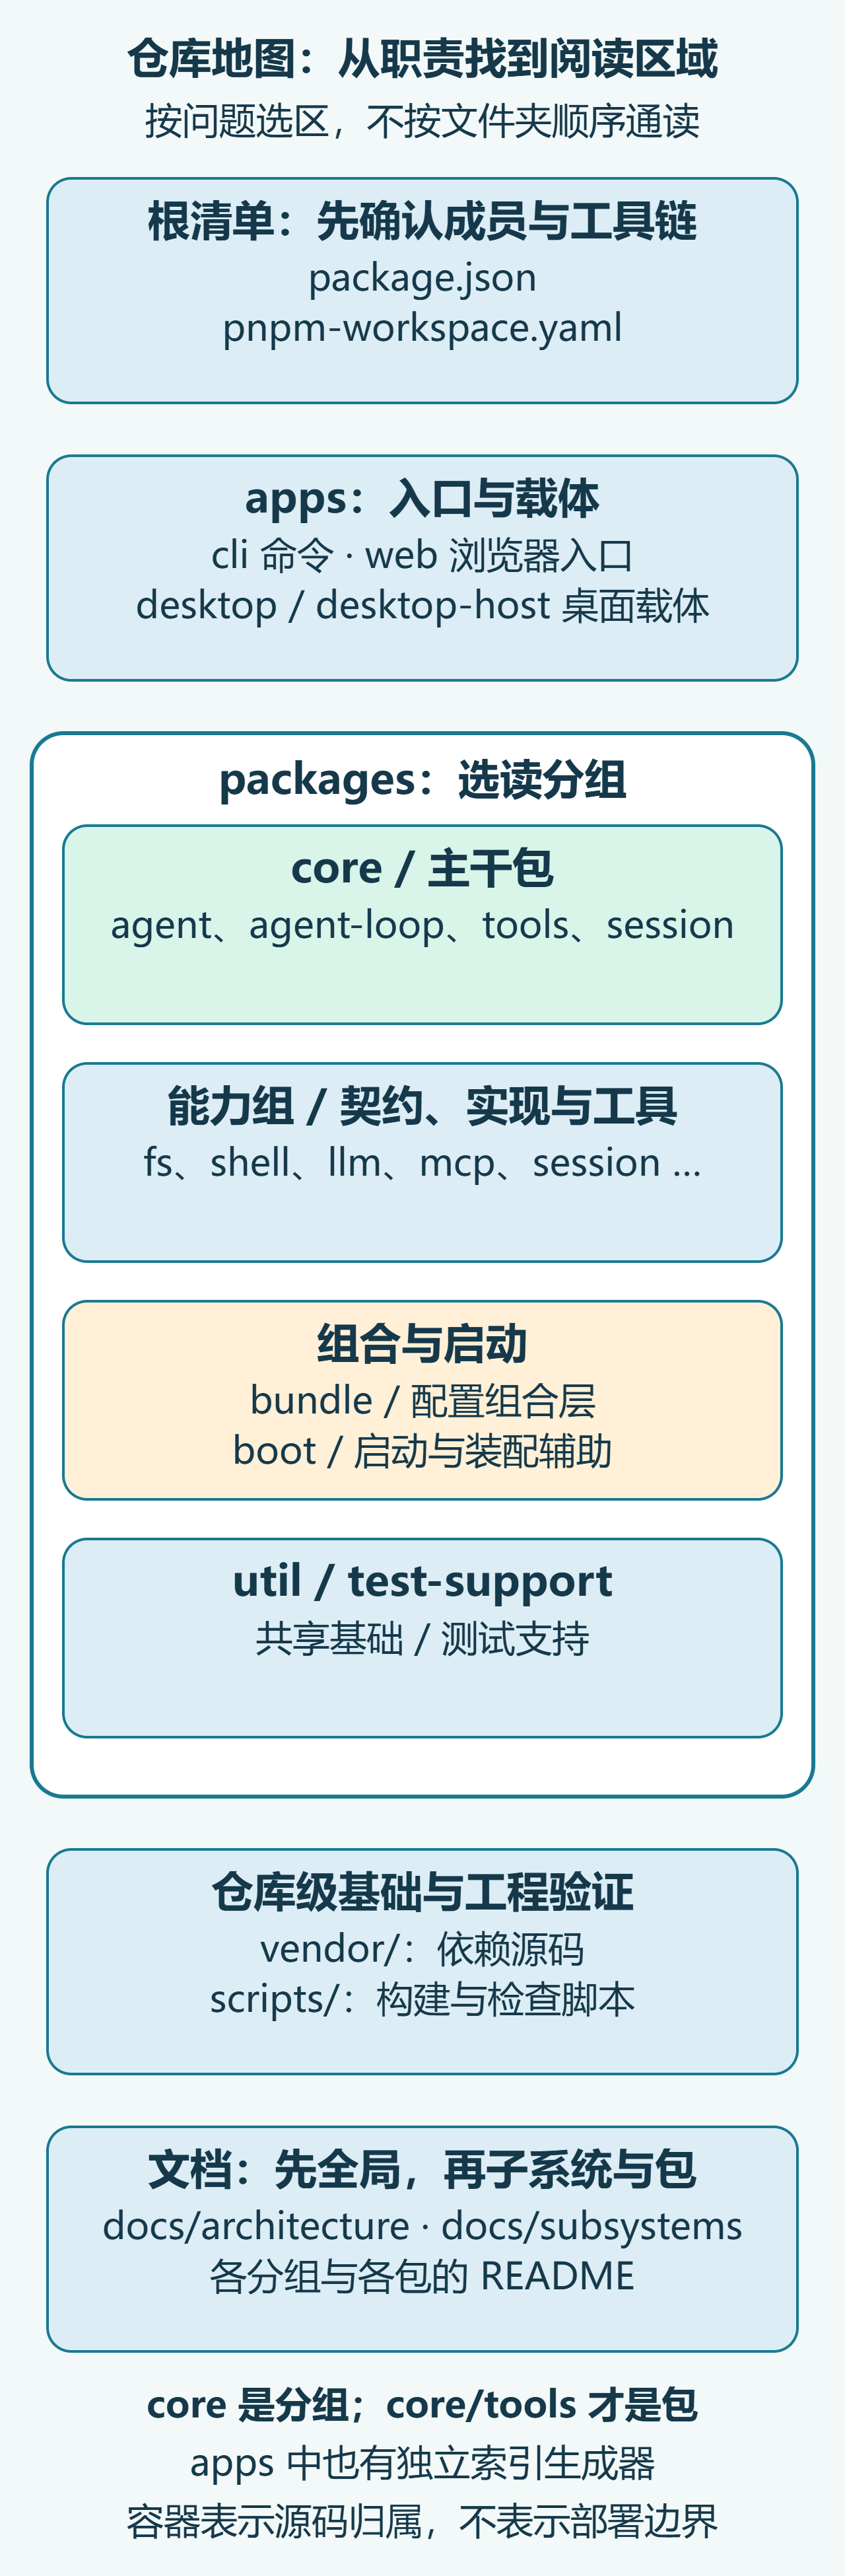 仓库地图：从职责找到阅读区域
按问题选区，不按文件夹顺序通读
根清单：先确认成员与工具链
package.json
pnpm-workspace.yaml
apps：入口与载体
cli 命令 · web 浏览器入口
desktop / desktop-host 桌面载体
packages：选读分组
core / 主干包
agent、agent-loop、tools、session
能力组 / 契约、实现与工具
fs、shell、llm、mcp、session ...
组合与启动
bundle / 配置组合层
boot / 启动与装配辅助
util / test-support
共享基础 / 测试支持
仓库级基础与工程验证
vendor/：依赖源码
scripts/：构建与检查脚本
文档：先全局，再子系统与包
docs/architecture · docs/subsystems
各分组与各包的 README
core 是分组；core/tools 才是包
apps 中也有独立索引生成器
容器表示源码归属，不表示部署边界